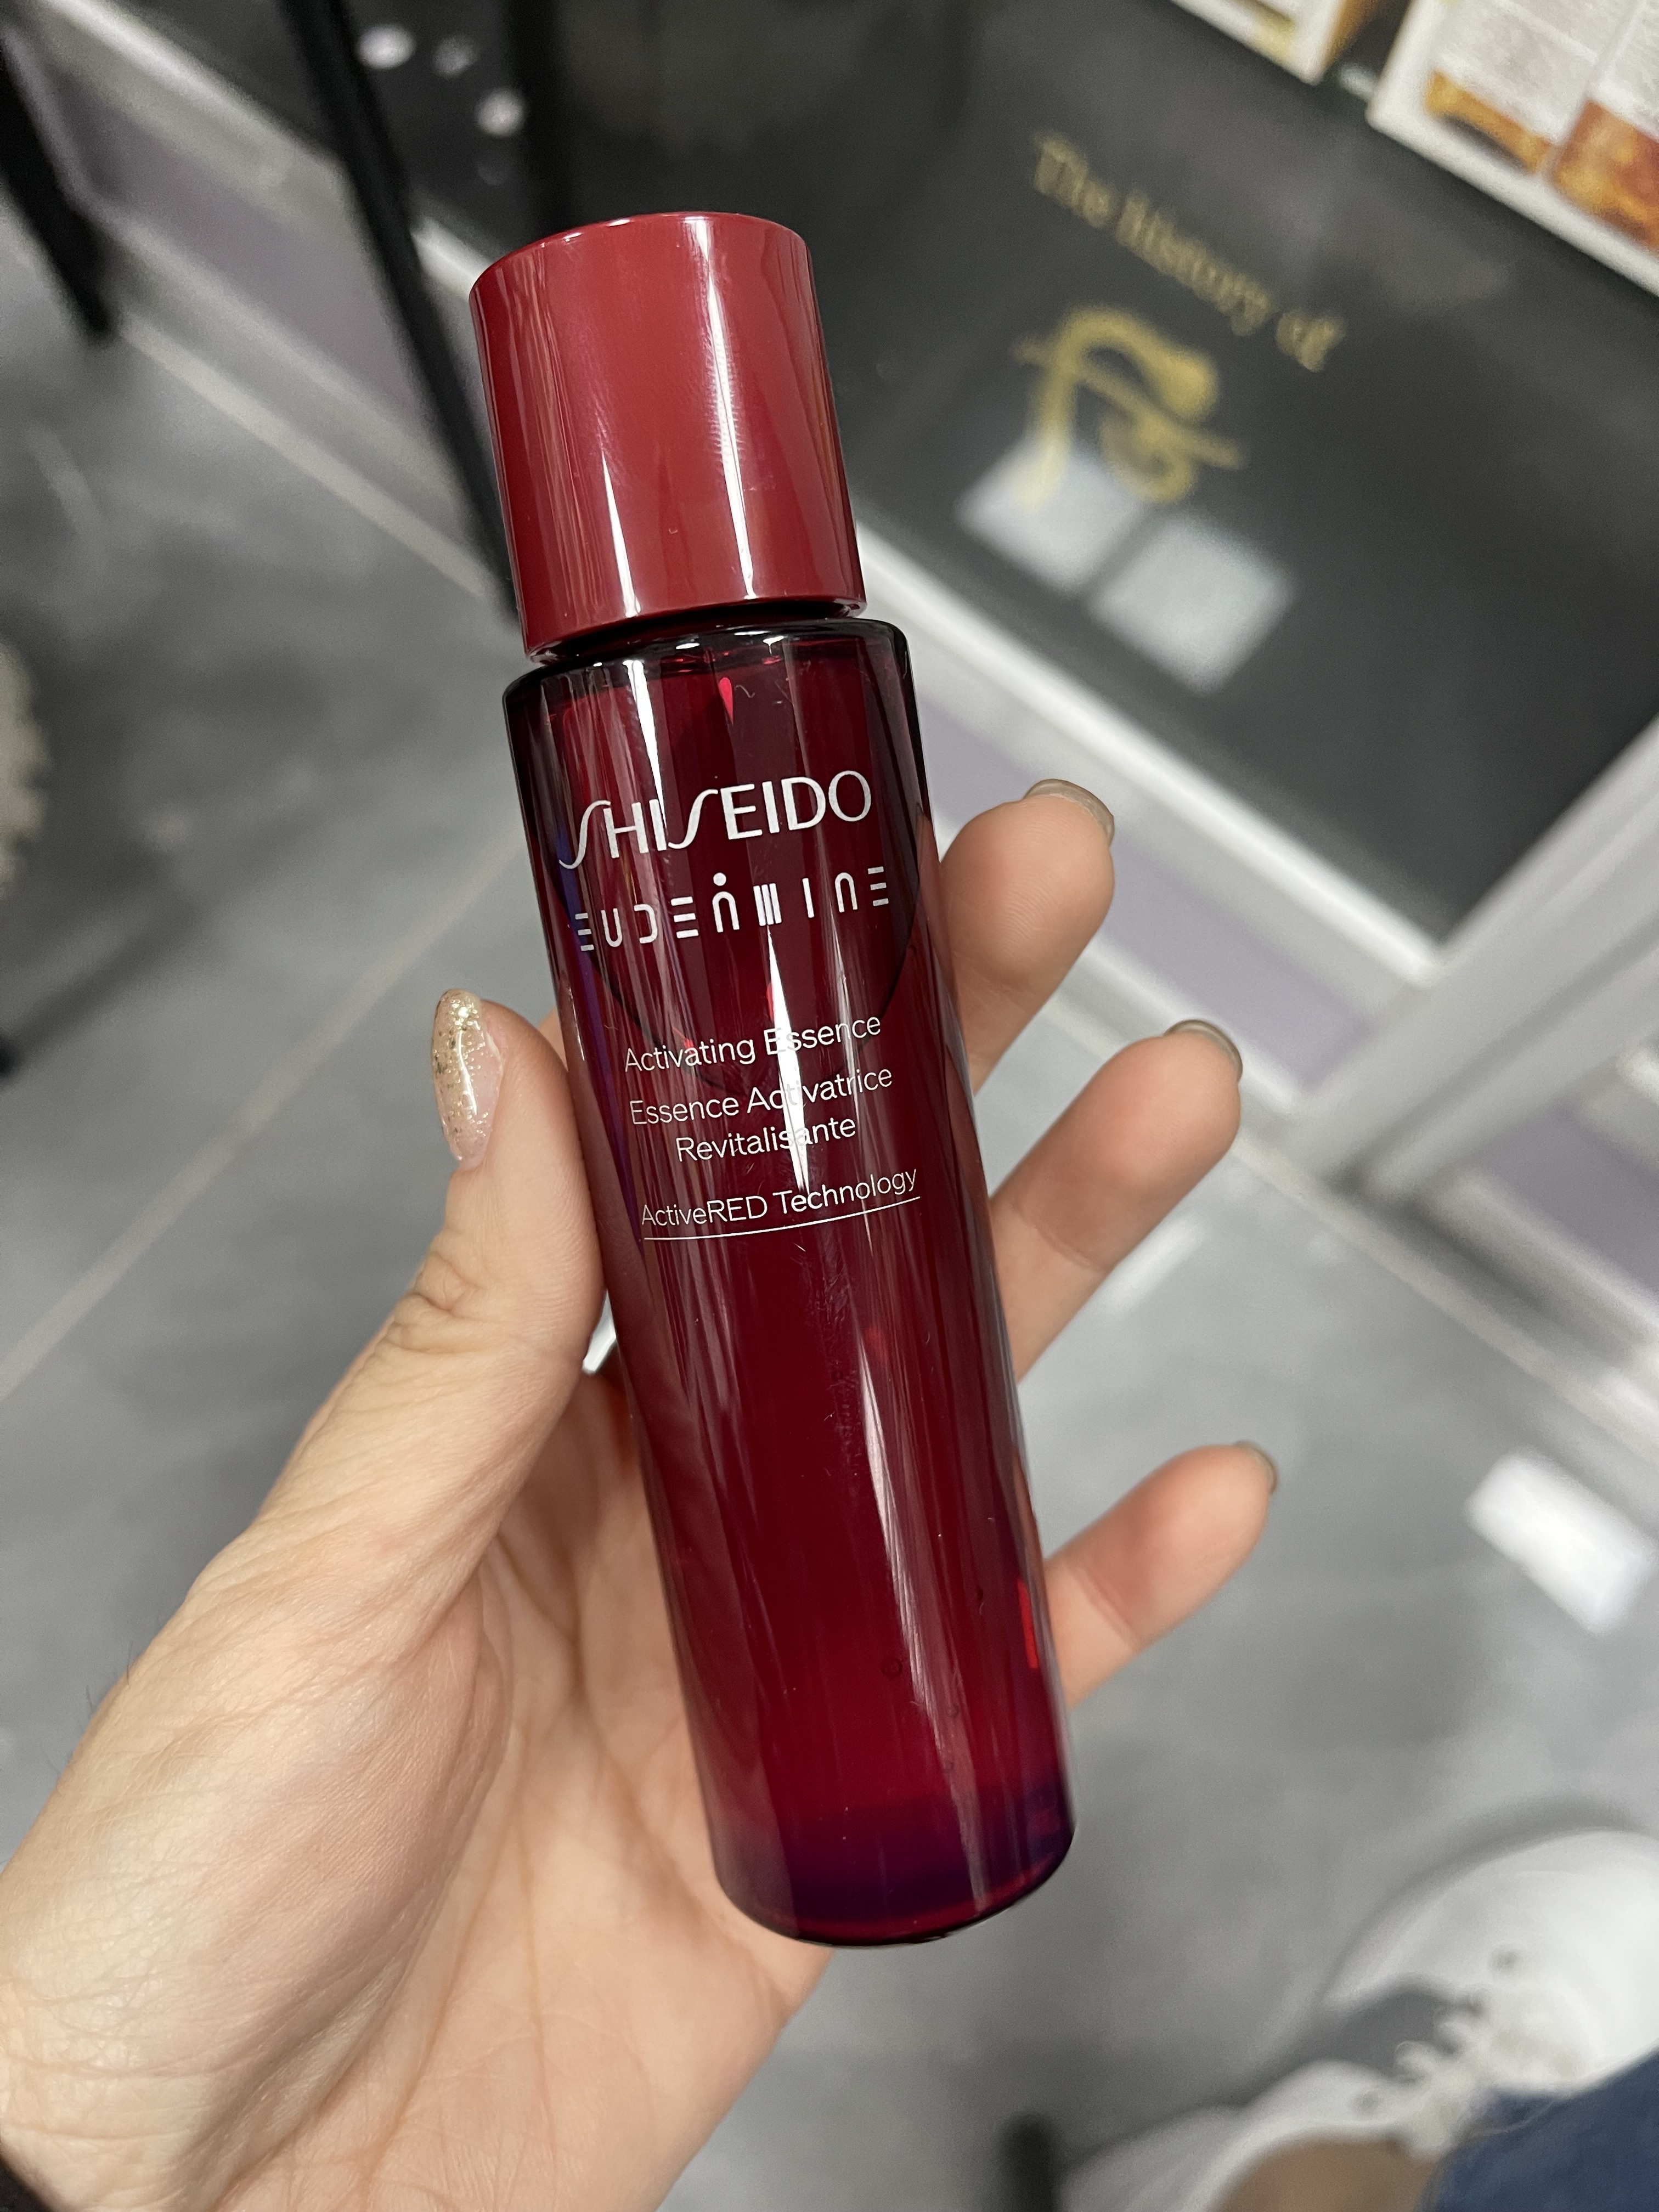 The history of
SHISEIDO
EUDERMINE
Activating Essence
Essence Activatrice
Revitalisante
ActiveRED Technology